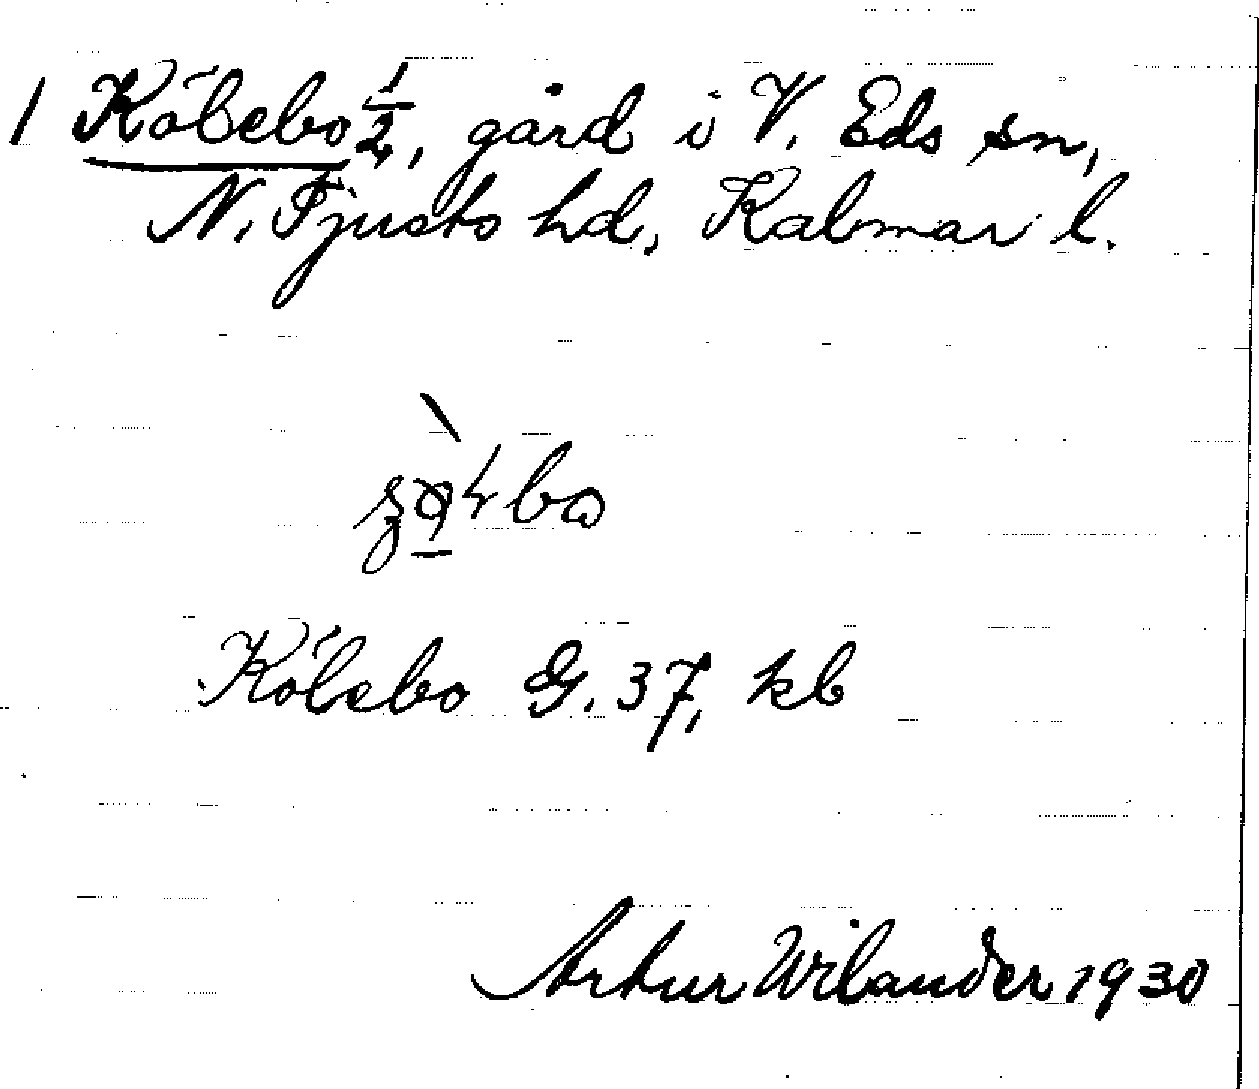 1 Kölebo 1/2, gård i V. Eds sn,
N. Tjusts hd, Kalmar l.
Kölebo G. 37, kb
Artur Wilander 1930